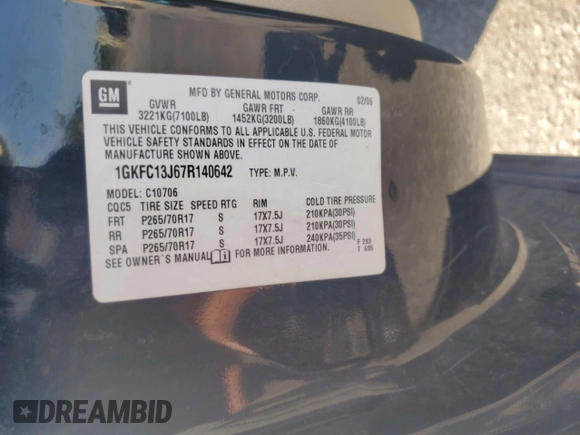 GM
MFD BY GENERAL MOTORS CORP. 02/06
GVWR GAWR FRT GAWR RR
3221KG(7100LB) 1452KG(3200LB) 1860KG(4100LB)
THIS VEHICLE CONFORMS TO ALL APPLICABLE U.S. FEDERAL MOTOR
VEHICLE SAFETY STANDARDS IN EFFECT ON THE DATE OF
MANUFACTURE SHOWN ABOVE.
1GKFC13J67R140642 TYPE: M.P.V.
MODEL: C10706
CQC5 TIRE SIZE SPEED RTG RIM COLD TIRE PRESSURE
FRT P265/70R17 S 17X7.5J 210KPA(30PSI)
RR P265/70R17 S 17X7.5J 210KPA(30PSI)
SPA P265/70R17 S 17X7.5J 240KPA(35PSI)
SEE OWNER'S MANUAL FOR MORE INFORMATION.
F 293
T 695
DREAMBID